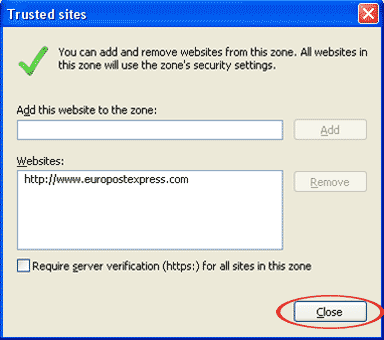 Trusted sites
You can add and remove websites from this zone. All websites in
this zone will use the zone's security settings.
Add this website to the zone:
Add
Websites:
http://www.europostexpress.com
Remove
Require server verification (https:) for all sites in this zone
Close